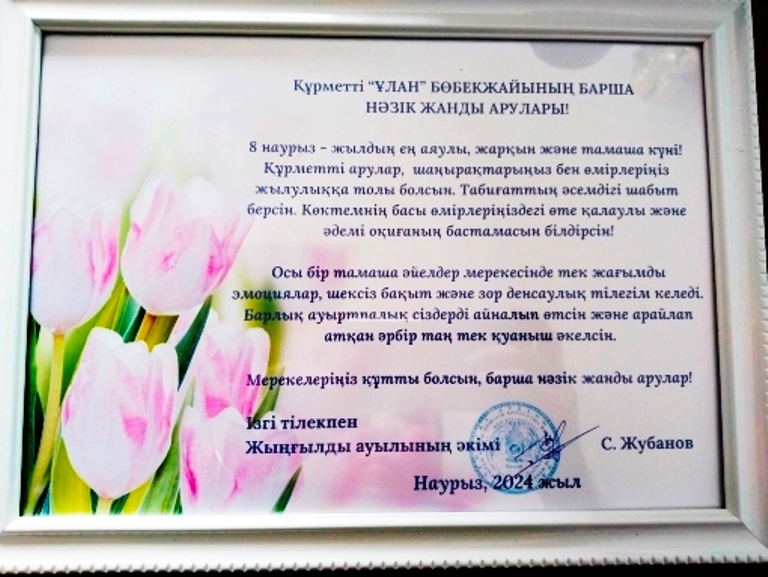 Құрметті “ҰЛАН” БӨБЕКЖАЙЫНЫҢ БАРША
НӘЗІК ЖАНДЫ АРУЛАРЫ!
8 наурыз – жылдың ең аяулы, жарқын және тамаша күні!
Құрметті арулар, шаңырақтарыңыз бен өмірлеріңіз
жылулыққа толы болсын. Табиғаттың әсемдігі шабыт
берсін. Көктемнің басы өмірлеріңіздегі өте қалаулы және
әдемі оқиғаның бастамасын білдірсін!
Осы бір тамаша әйелдер мерекесінде тек жағымды
эмоциялар, шексіз бақыт және зор денсаулық тілегім келеді.
Барлық ауыртпалық сіздерді айналып өтсін және арайлап
атқан әрбір таң тек қуаныш әкелсін.
Мерекелеріңіз құтты болсын, барша нәзік жанды арулар!
Ізгі тілекпен
Жыңғылды ауылының әкімі С. Жубанов
Наурыз, 2024 жыл